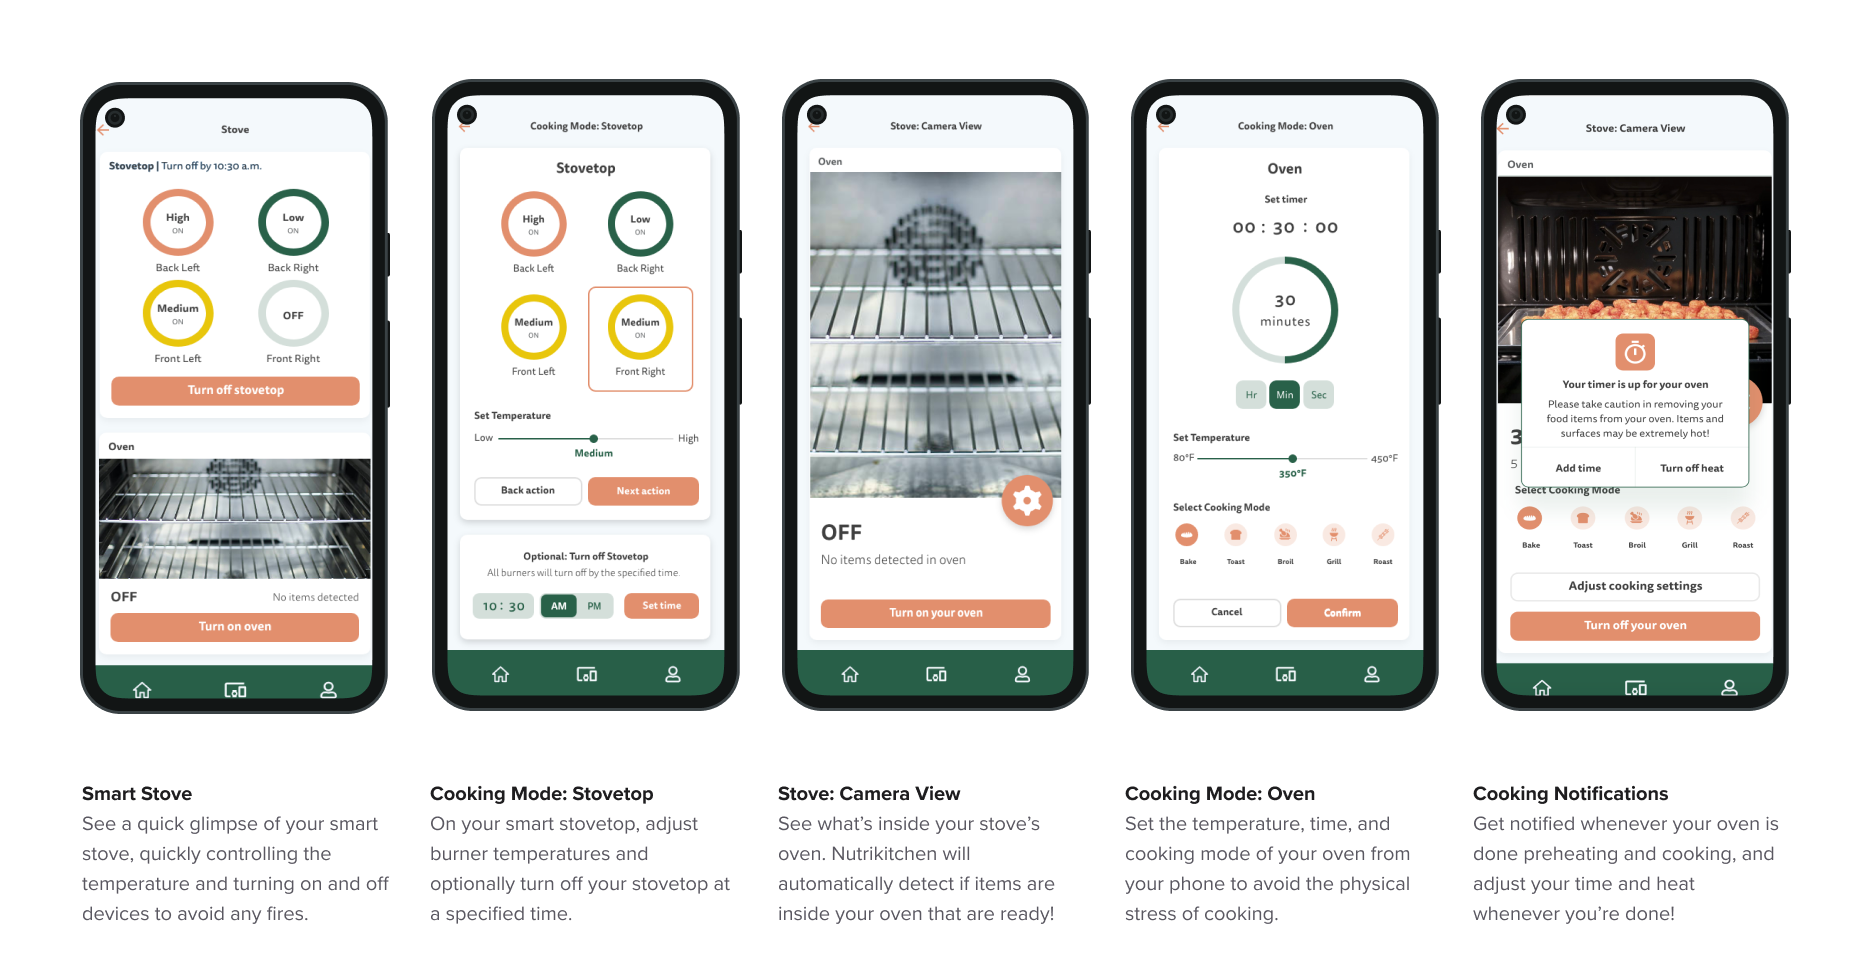 Stove
Stovetop | Turn off by 10:30 a.m.
High
ON
Back Left
Low
ON
Back Right
Medium
ON
Front Left
OFF
Front Right
Turn off stovetop
Oven
OFF
No items detected
Turn on oven
Cooking Mode: Stovetop
Stovetop
High
ON
Back Left
Low
ON
Back Right
Medium
ON
Front Left
Medium
ON
Front Right
Set Temperature
Low
High
Medium
Back action
Next action
Optional: Turn off Stovetop
All burners will turn off by the specified time.
10 : 30
AM
PM
Set time
Stove: Camera View
Oven
OFF
No items detected in oven
Turn on your oven
Cooking Mode: Oven
Oven
Set timer
00 : 30 : 00
30
minutes
Hr
Min
Sec
Set Temperature
80°F
450°F
350°F
Select Cooking Mode
Bake
Toast
Broil
Grill
Roast
Cancel
Confirm
Stove: Camera View
Oven
Your timer is up for your oven
Please take caution in removing your
food items from your oven. Items and
surfaces may be extremely hot!
Add time
Turn off heat
3
5
Select Cooking Mode
Bake
Toast
Broil
Grill
Roast
Adjust cooking settings
Turn off your oven
Smart Stove
See a quick glimpse of your smart
stove, quickly controlling the
temperature and turning on and off
devices to avoid any fires.
Cooking Mode: Stovetop
On your smart stovetop, adjust
burner temperatures and
optionally turn off your stovetop at
a specified time.
Stove: Camera View
See what's inside your stove's
oven. Nutrikitchen will
automatically detect if items are
inside your oven that are ready!
Cooking Mode: Oven
Set the temperature, time, and
cooking mode of your oven from
your phone to avoid the physical
stress of cooking.
Cooking Notifications
Get notified whenever your oven is
done preheating and cooking, and
adjust your time and heat
whenever you're done!